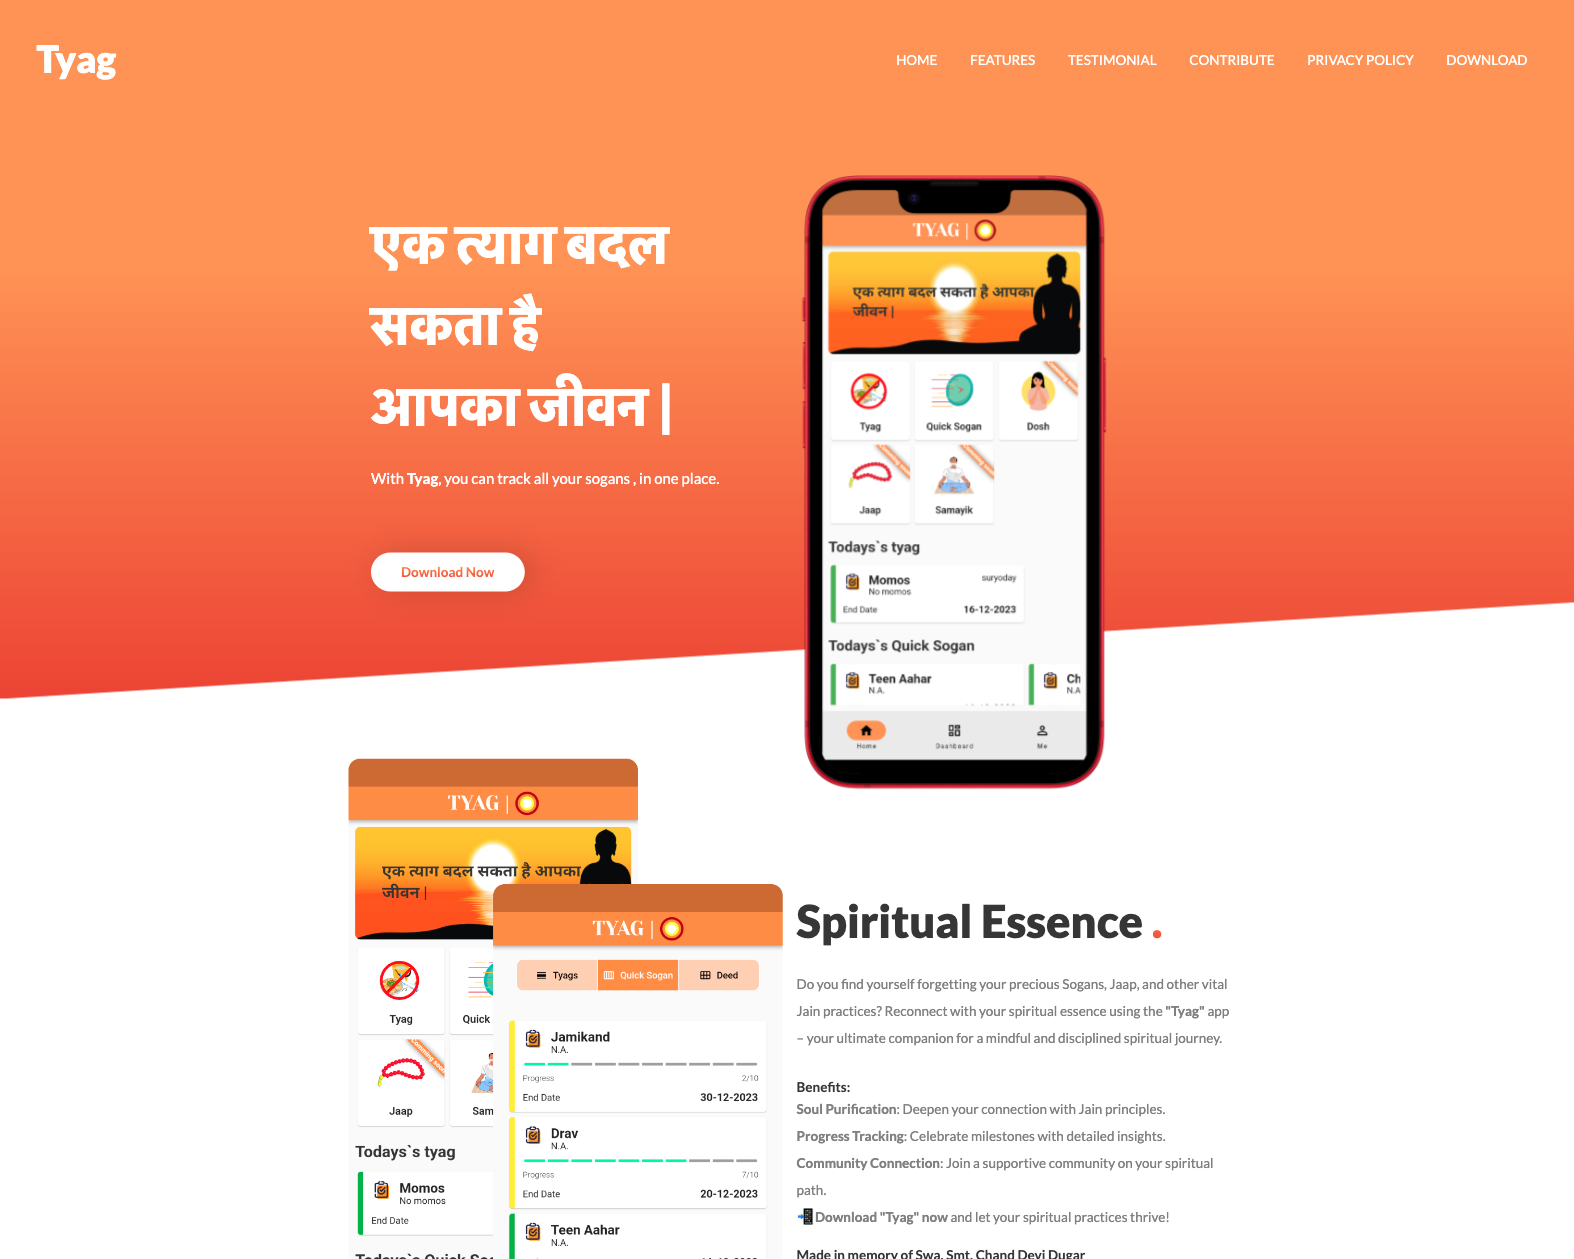 Tyag
HOME FEATURES TESTIMONIAL CONTRIBUTE PRIVACY POLICY DOWNLOAD
एक त्याग बदल
सकता है
आपका जीवन |
With Tyag, you can track all your sogans , in one place.
Download Now
TYAG |
एक त्याग बदल सकता है आपका
जीवन |
Tyag Quick Sogan Dosh
Jaap Samayik
Todays`s tyag
Momos suryoday
No momos
End Date 16-12-2023
Todays`s Quick Sogan
Teen Aahar Ch
N.A. N.A
Home Dashboard Me
TYAG |
एक त्याग बदल सकता है आपका
जीवन |
Tyag Quick
Jaap Sam
Todays`s tyag
Momos
No momos
End Date
TYAG |
Tyags Quick Sogan Deed
Jamikand
N.A.
Progress 2/10
End Date 30-12-2023
Drav
N.A.
Progress 7/10
End Date 20-12-2023
Teen Aahar
N.A.
Spiritual Essence .
Do you find yourself forgetting your precious Sogans, Jaap, and other vital
Jain practices? Reconnect with your spiritual essence using the "Tyag" app
– your ultimate companion for a mindful and disciplined spiritual journey.
Benefits:
Soul Purification: Deepen your connection with Jain principles.
Progress Tracking: Celebrate milestones with detailed insights.
Community Connection: Join a supportive community on your spiritual
path.
📲Download "Tyag" now and let your spiritual practices thrive!
Made in memory of Swa. Smt. Chand Devi Dugar